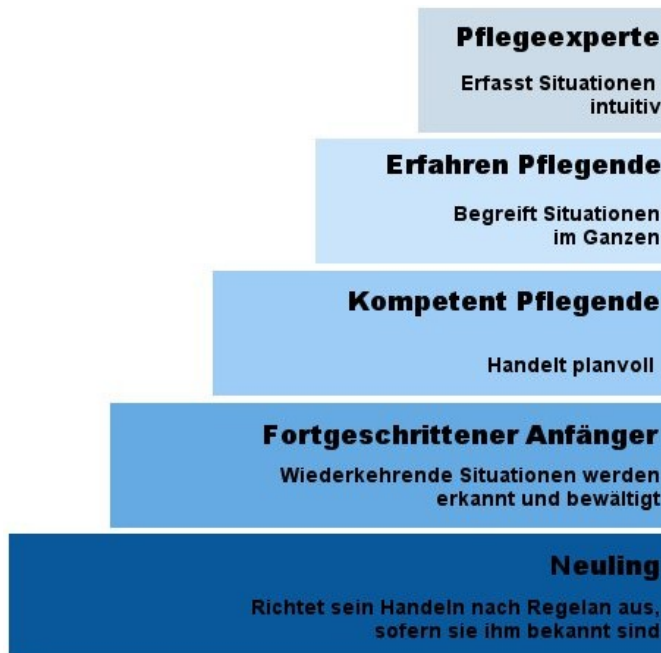 Pflegeexperte
Erfasst Situationen
intuitiv
Erfahren Pflegende
Begreift Situationen
im Ganzen
Kompetent Pflegende
Handelt planvoll
Fortgeschrittener Anfänger
Wiederkehrende Situationen werden
erkannt und bewältigt
Neuling
Richtet sein Handeln nach Regelan aus,
sofern sie ihm bekannt sind